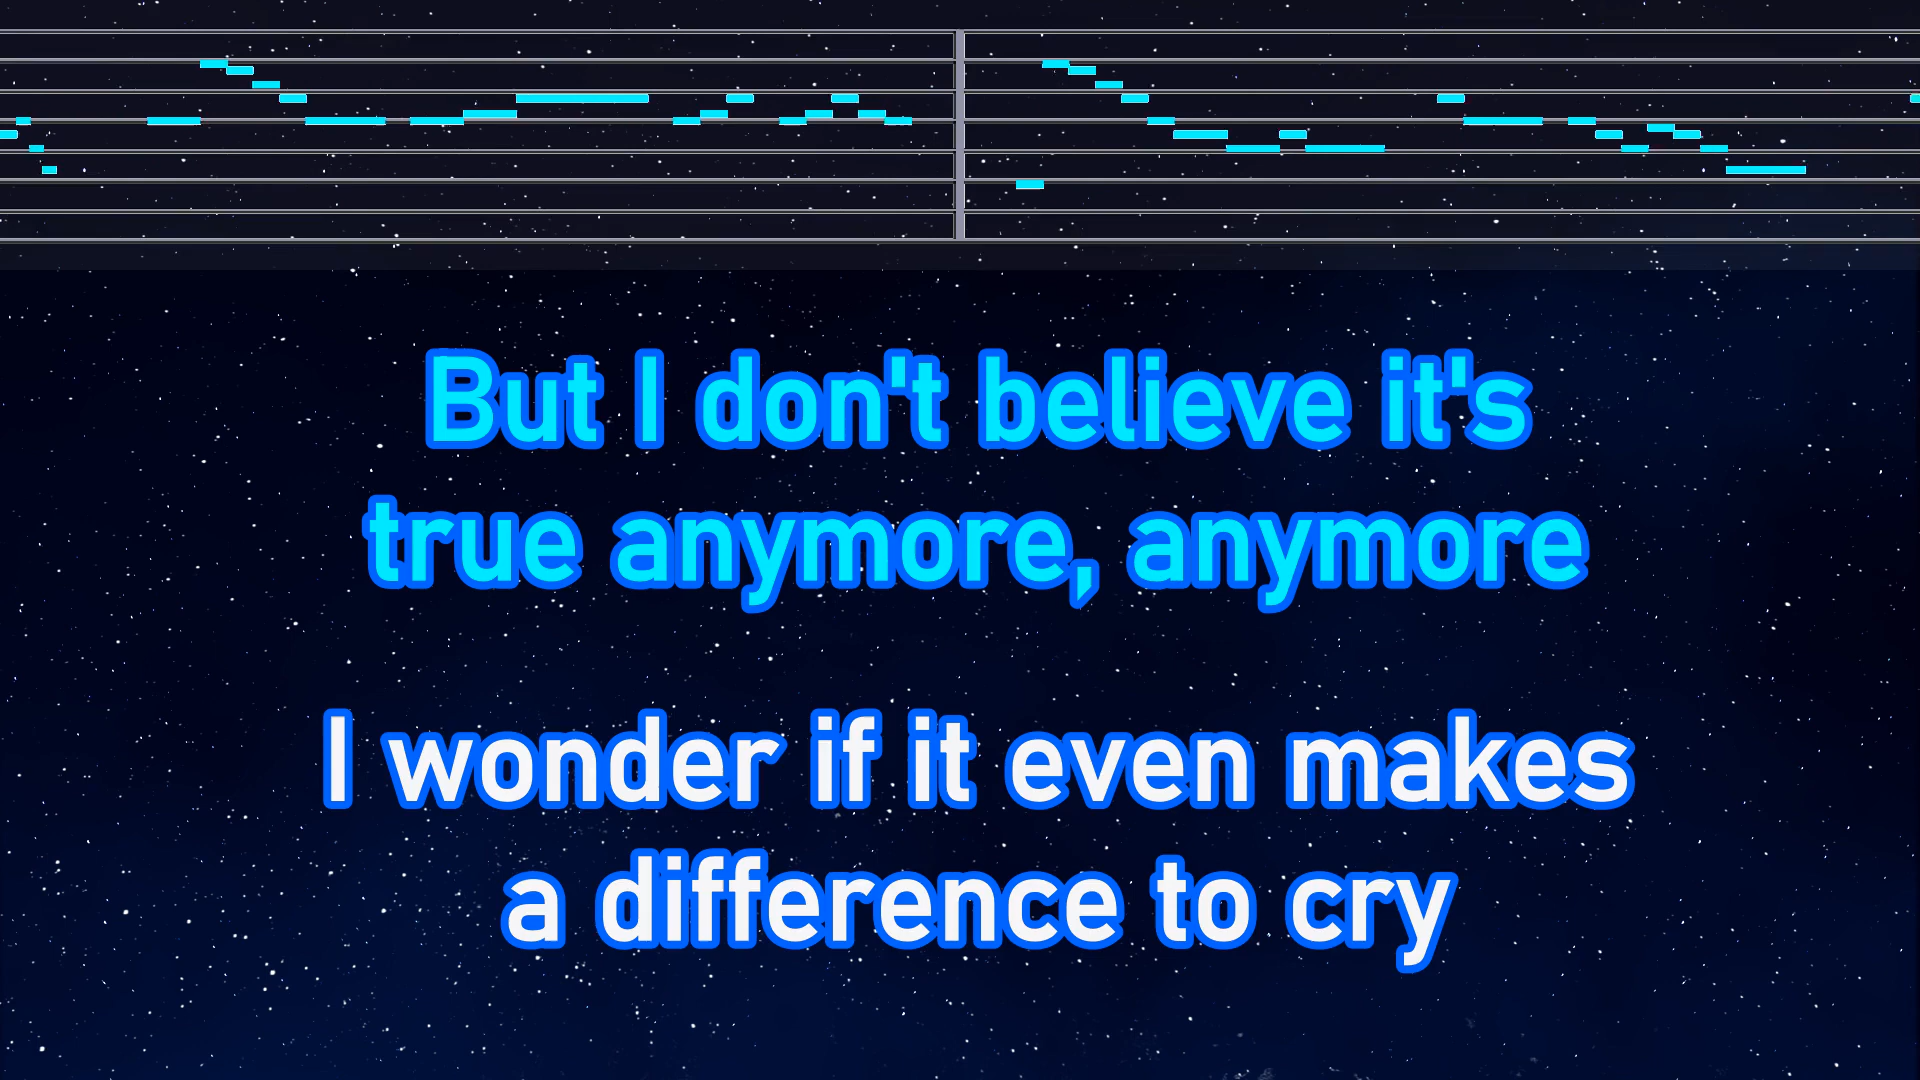 But I don't believe it's
true anymore, anymore
I wonder if it even makes
a difference to cry